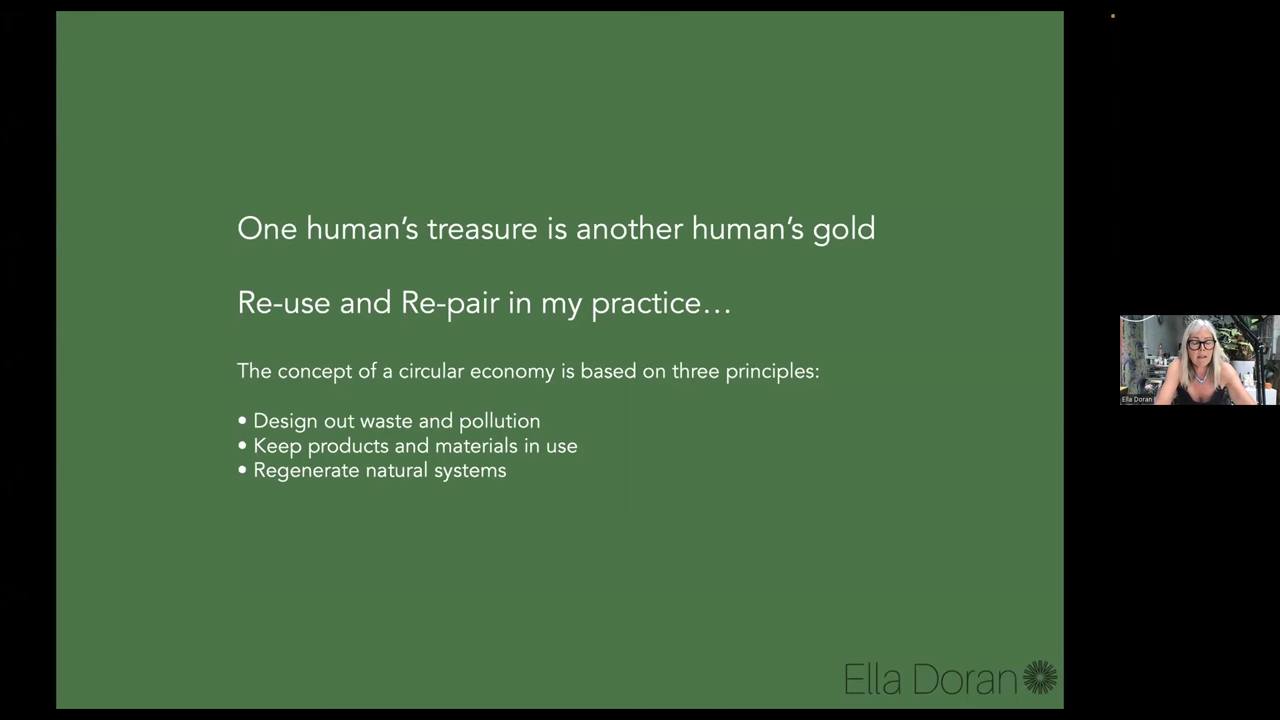 One human’s treasure is another human’s gold
Re-use and Re-pair in my practice…
The concept of a circular economy is based on three principles:
• Design out waste and pollution
• Keep products and materials in use
• Regenerate natural systems
Ella Doran
Ella Doran